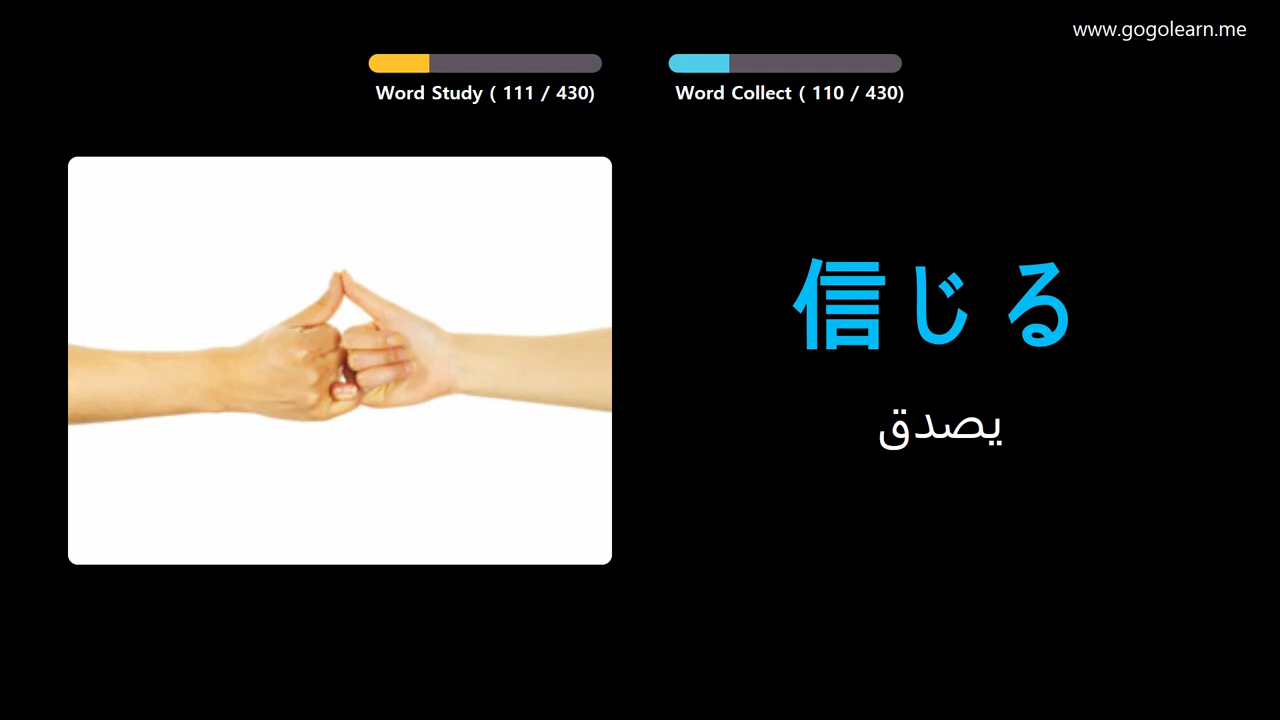 www.gogolearn.me
Word Study ( 111 / 430)
Word Collect ( 110 / 430)
信じる
يصدق